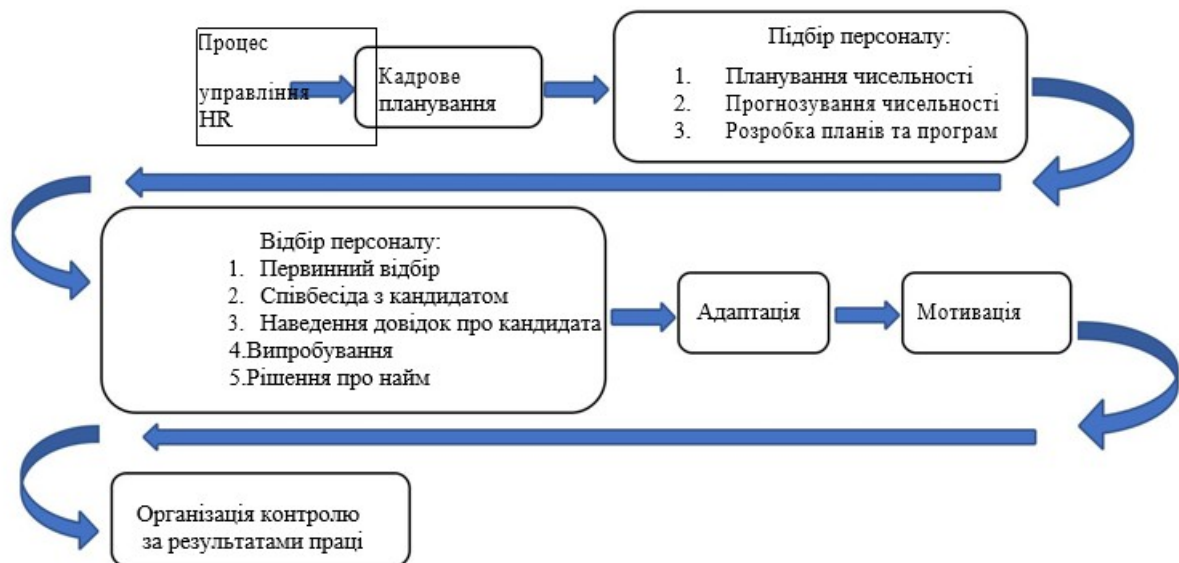 Процес
управління
HR
Кадрове
планування
Підбір персоналу:
1. Планування чисельності
2. Прогнозування чисельності
3. Розробка планів та програм
Відбір персоналу:
1. Первинний відбір
2. Співбесіда з кандидатом
3. Наведення довідок про кандидата
4.Випробування
5.Рішення про найм
Адаптація
Мотивація
Організація контролю
за результатами праці